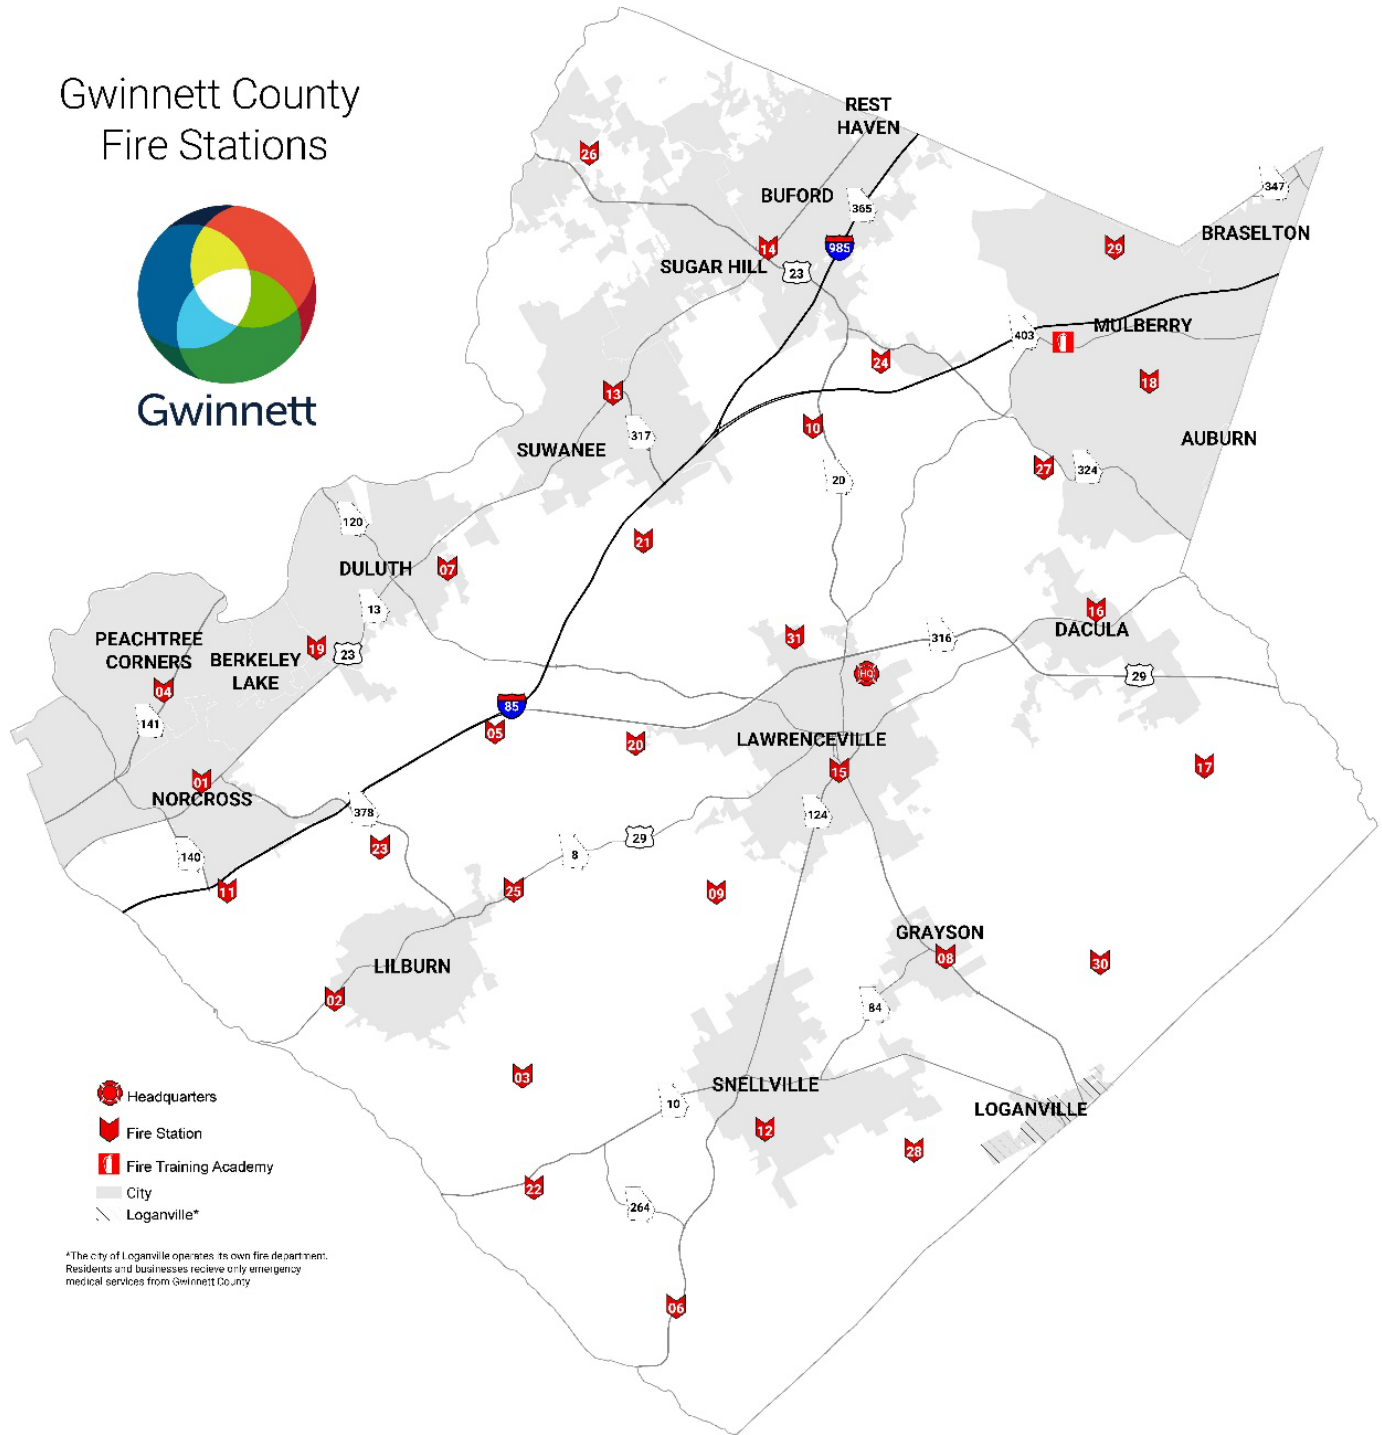 Gwinnett County
Fire Stations
Gwinnett
REST
HAVEN
26
BUFORD
365
347
14
985
29
BRASELTON
SUGAR HILL
23
403
MULBERRY
24
18
13
10
317
AUBURN
SUWANEE
27
324
20
120
21
DULUTH
07
13
16
DACULA
31
316
PEACHTREE
CORNERS
BERKELEY
LAKE
19
23
HQ
29
04
141
85
05
20
LAWRENCEVILLE
15
17
01
NORCROSS
378
124
23
8
29
140
11
25
09
GRAYSON
08
30
LILBURN
02
84
03
SNELLVILLE
10
LOGANVILLE
12
28
22
264
06
Headquarters
Fire Station
Fire Training Academy
City
Loganville*
*The city of Loganville operates its own fire department.
Residents and businesses recieve only emergency
medical services from Gwinnett County